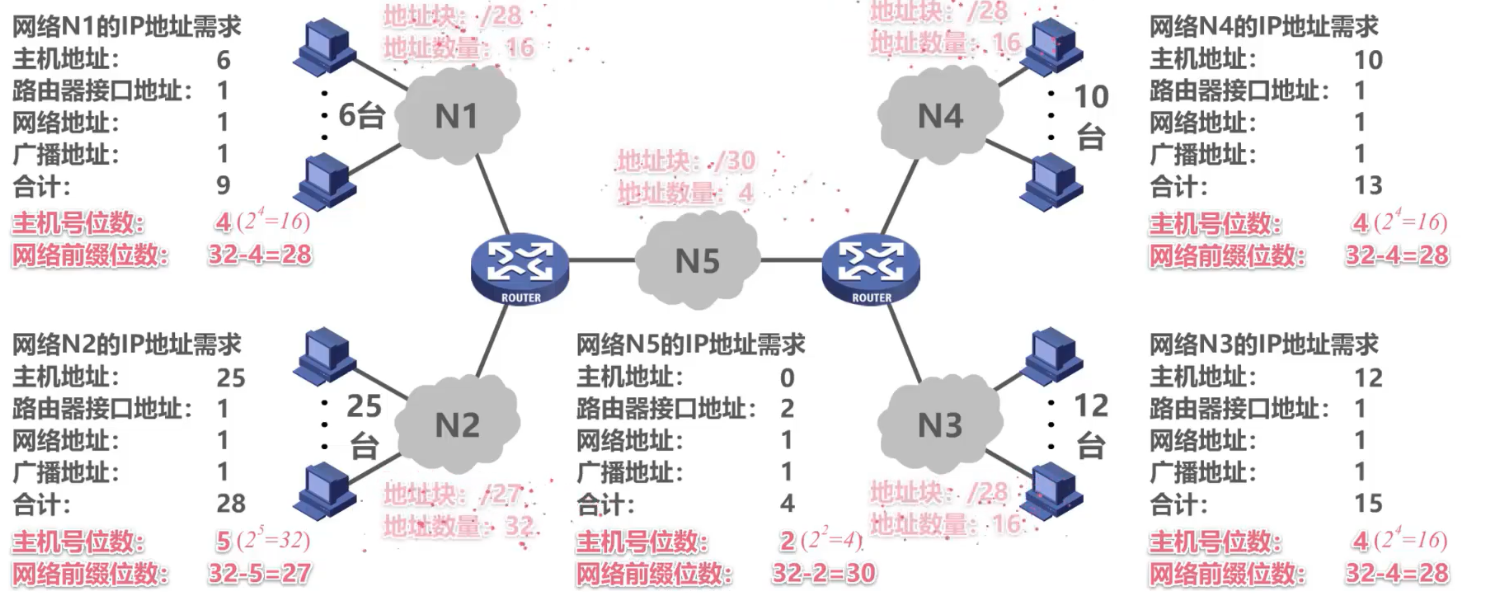 网络N1的IP地址需求
主机地址： 6
路由器接口地址： 1
网络地址： 1
广播地址： 1
合计： 9
主机号位数： 4 (2^4=16)
网络前缀位数： 32-4=28
地址块：/28
地址数量：16
6台
N1
地址块：/28
地址数量：16
N4
10
台
网络N4的IP地址需求
主机地址： 10
路由器接口地址： 1
网络地址： 1
广播地址： 1
合计： 13
主机号位数： 4 (2^4=16)
网络前缀位数： 32-4=28
地址块：/30
地址数量：4
ROUTER
N5
ROUTER
网络N2的IP地址需求
主机地址： 25
路由器接口地址： 1
网络地址： 1
广播地址： 1
合计： 28
主机号位数： 5 (2^5=32)
网络前缀位数： 32-5=27
25
台
N2
地址块：/27
地址数量：32
网络N5的IP地址需求
主机地址： 0
路由器接口地址： 2
网络地址： 1
广播地址： 1
合计： 4
主机号位数： 2 (2^2=4)
网络前缀位数： 32-2=30
N3
12
台
地址块：/28
地址数量：16
网络N3的IP地址需求
主机地址： 12
路由器接口地址： 1
网络地址： 1
广播地址： 1
合计： 15
主机号位数： 4 (2^4=16)
网络前缀位数： 32-4=28